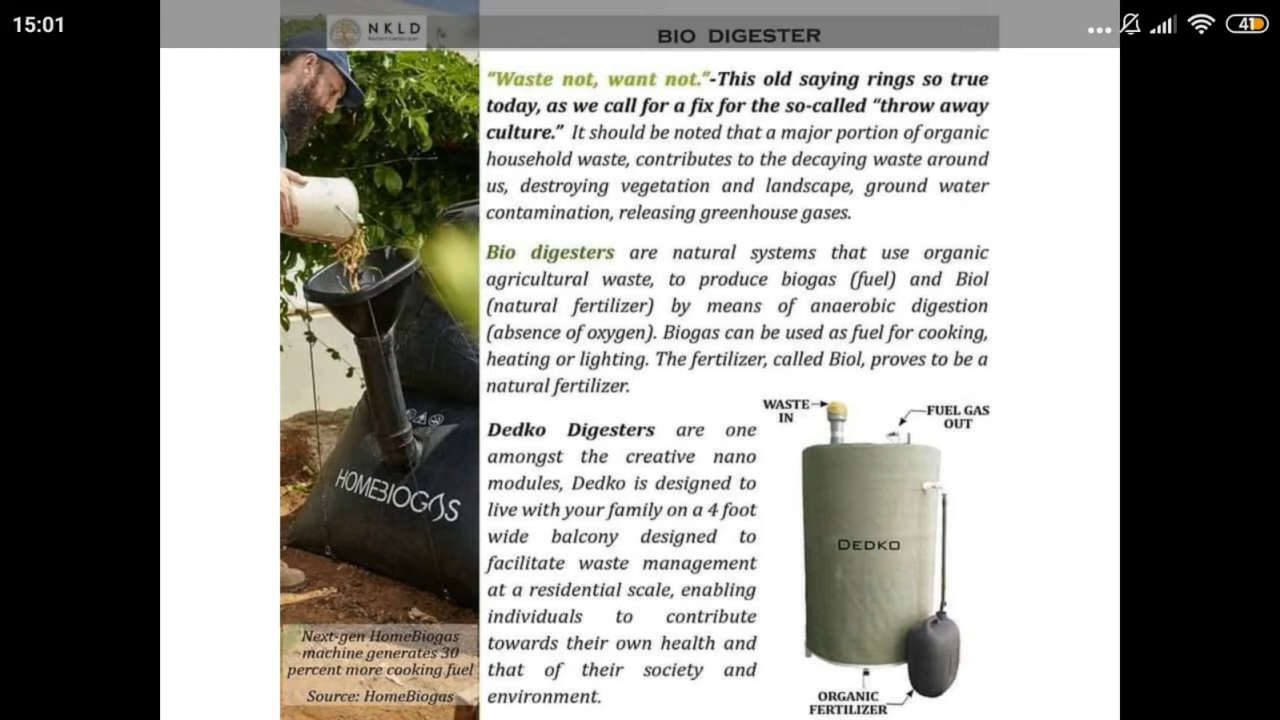 15:01
41
NKLD
BIO DIGESTER
"Waste not, want not."-This old saying rings so true
today, as we call for a fix for the so-called "throw away
culture." It should be noted that a major portion of organic
household waste, contributes to the decaying waste around
us, destroying vegetation and landscape, ground water
contamination, releasing greenhouse gases.
Bio digesters are natural systems that use organic
agricultural waste, to produce biogas (fuel) and Biol
(natural fertilizer) by means of anaerobic digestion
(absence of oxygen). Biogas can be used as fuel for cooking,
heating or lighting. The fertilizer, called Biol, proves to be a
natural fertilizer.
Dedko Digesters are one
amongst the creative nano
modules, Dedko is designed to
live with your family on a 4 foot
wide balcony designed to
facilitate waste management
at a residential scale, enabling
individuals to contribute
towards their own health and
that of their society and
environment.
WASTE
IN
FUEL GAS
OUT
DEDKO
ORGANIC
FERTILIZER
HOMEBIOGAS
Next-gen HomeBiogas
machine generates 30
percent more cooking fuel
Source: HomeBiogas